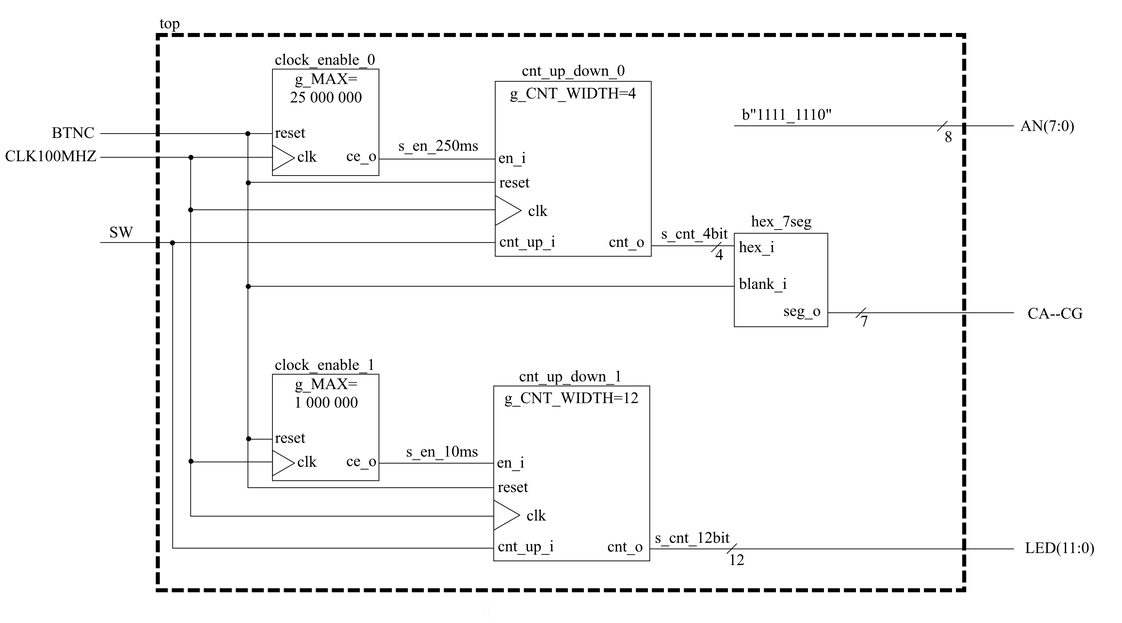 top
clock_enable_0
g_MAX=
25 000 000
reset
clk
ce_o
BTNC
CLK100MHZ
SW
s_en_250ms
cnt_up_down_0
g_CNT_WIDTH=4
en_i
reset
clk
cnt_up_i
cnt_o
s_cnt_4bit
4
b"1111_1110"
8
AN(7:0)
hex_7seg
hex_i
blank_i
seg_o
7
CA--CG
clock_enable_1
g_MAX=
1 000 000
reset
clk
ce_o
s_en_10ms
cnt_up_down_1
g_CNT_WIDTH=12
en_i
reset
clk
cnt_up_i
cnt_o
s_cnt_12bit
12
LED(11:0)